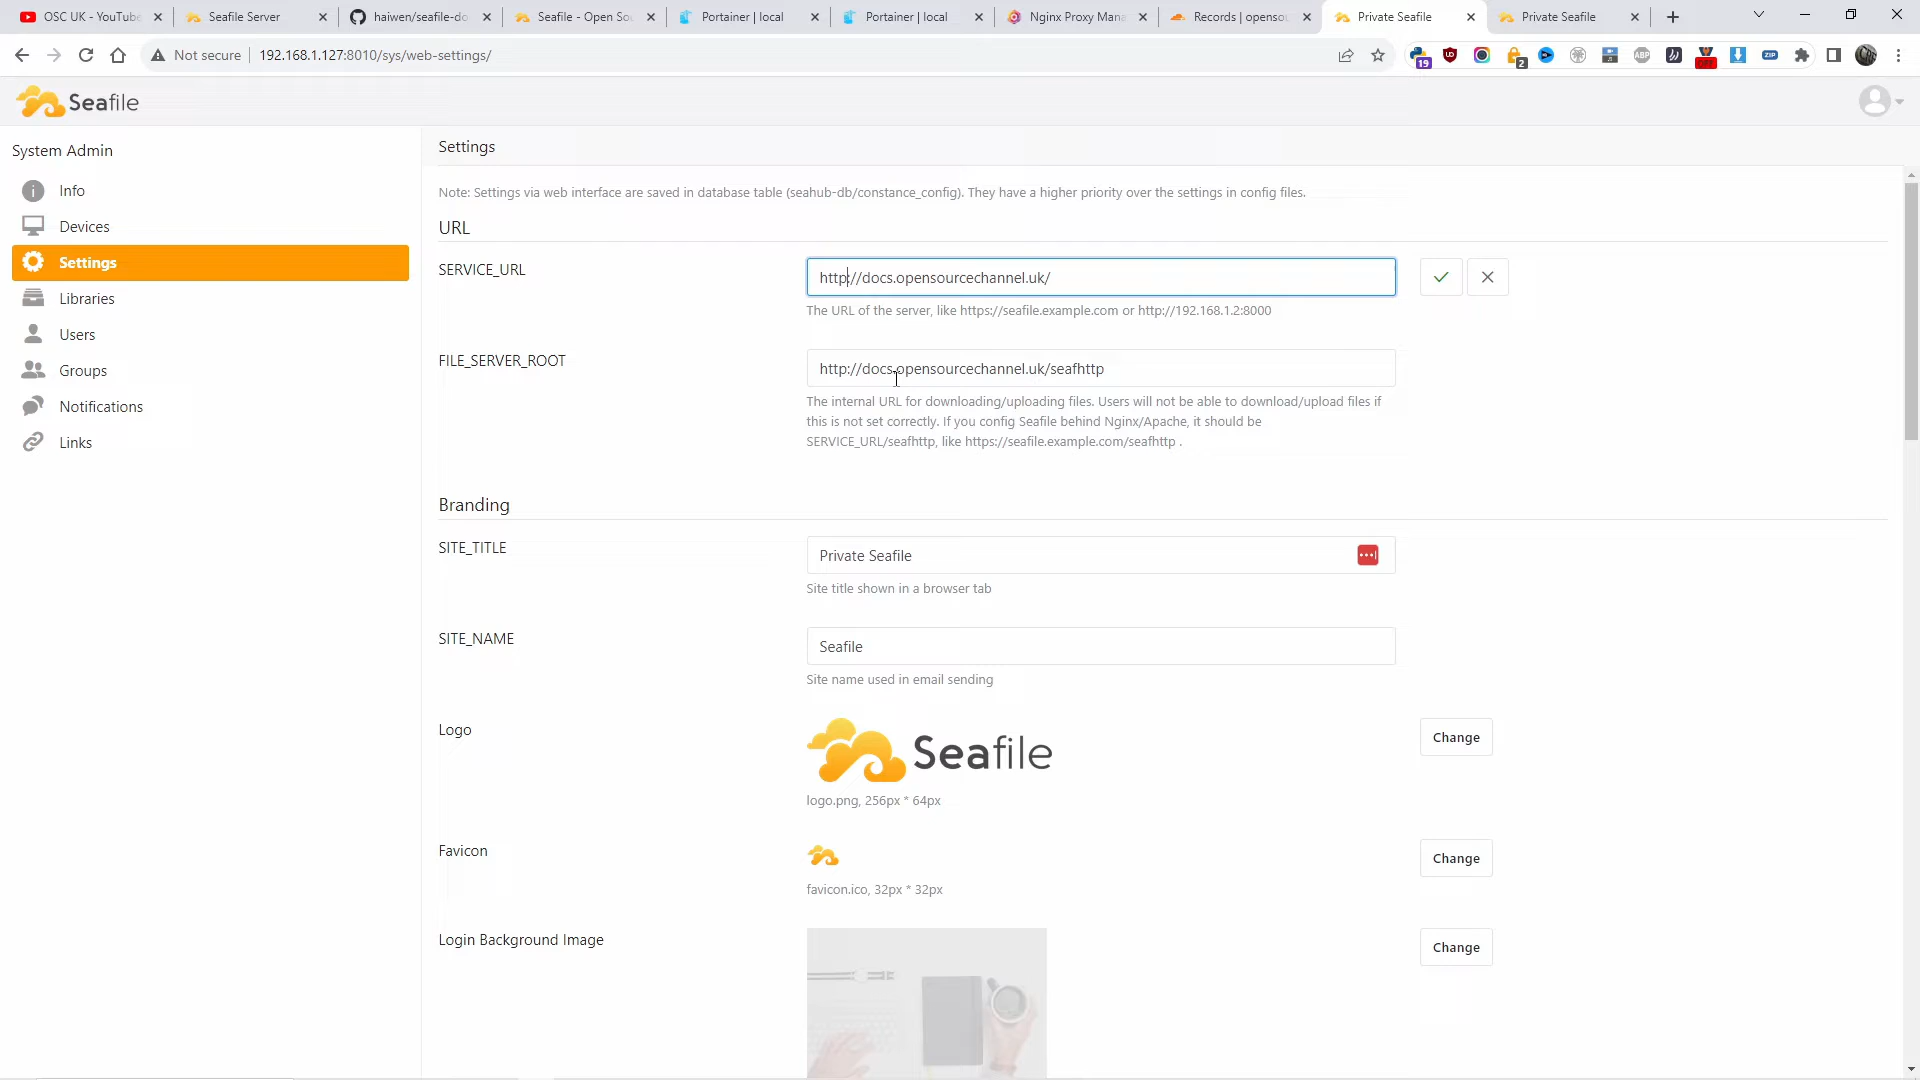 OSC UK - YouTube
Seafile Server
haiwen/seafile-do
Seafile - Open Sou
Portainer | local
Portainer | local
Nginx Proxy Mana
Records | opensou
Private Seafile
Private Seafile
Not secure
192.168.1.127:8010/sys/web-settings/
19
2
ABP
OFF
ZIP
Seafile
System Admin
Info
Devices
Settings
Libraries
Users
Groups
Notifications
Links
Settings
Note: Settings via web interface are saved in database table (seahub-db/constance_config). They have a higher priority over the settings in config files.
URL
SERVICE_URL
http://docs.opensourcechannel.uk/
The URL of the server, like https://seafile.example.com or http://192.168.1.2:8000
FILE_SERVER_ROOT
http://docs.opensourcechannel.uk/seafhttp
The internal URL for downloading/uploading files. Users will not be able to download/upload files if
this is not set correctly. If you config Seafile behind Nginx/Apache, it should be
SERVICE_URL/seafhttp, like https://seafile.example.com/seafhttp .
Branding
SITE_TITLE
Private Seafile
Site title shown in a browser tab
SITE_NAME
Seafile
Site name used in email sending
Logo
Seafile
Change
logo.png, 256px * 64px
Favicon
Change
favicon.ico, 32px * 32px
Login Background Image
Change